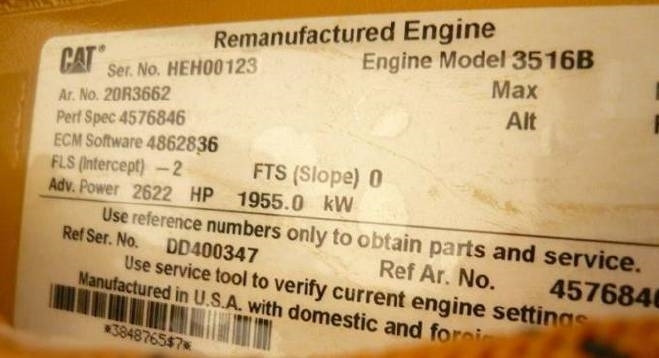 Remanufactured Engine
CAT® Ser. No. HEH00123 Engine Model 3516B
Ar. No. 20R3662 Max
Perf Spec 4576846 Alt
ECM Software 4862836
FLS (Intercept) -2 FTS (Slope) 0
Adv. Power 2622 HP 1955.0 kW
Use reference numbers only to obtain parts and service.
Ref Ser. No. DD400347 Ref Ar. No. 457684
Use service tool to verify current engine settings
Manufactured in U.S.A. with domestic and
*3848765$7*